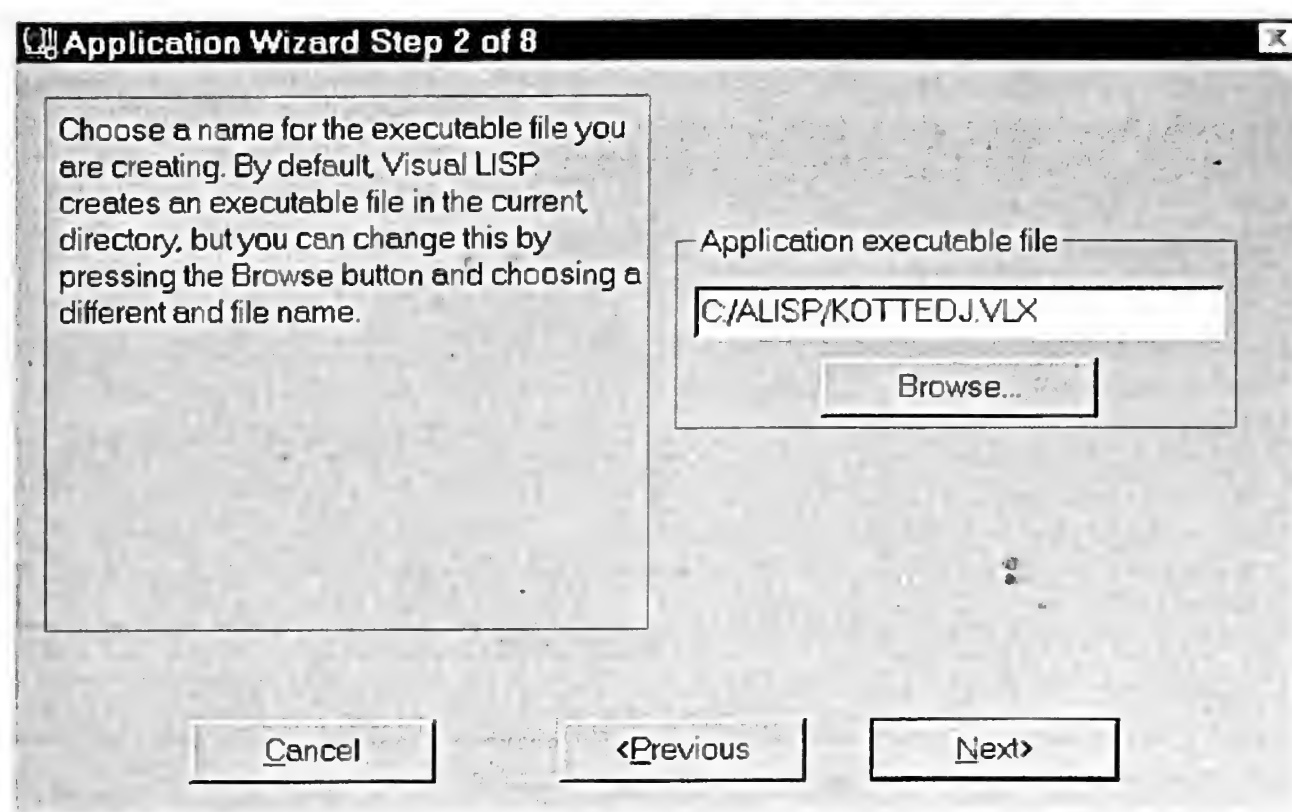 Application Wizard Step 2 of 8
Choose a name for the executable file you
are creating. By default, Visual LISP
creates an executable file in the current
directory, but you can change this by
pressing the Browse button and choosing a
different and file name.
Application executable file
C:/ALISP/KOTTEDJ.VLX
Browse...
Cancel
<Previous
Next>